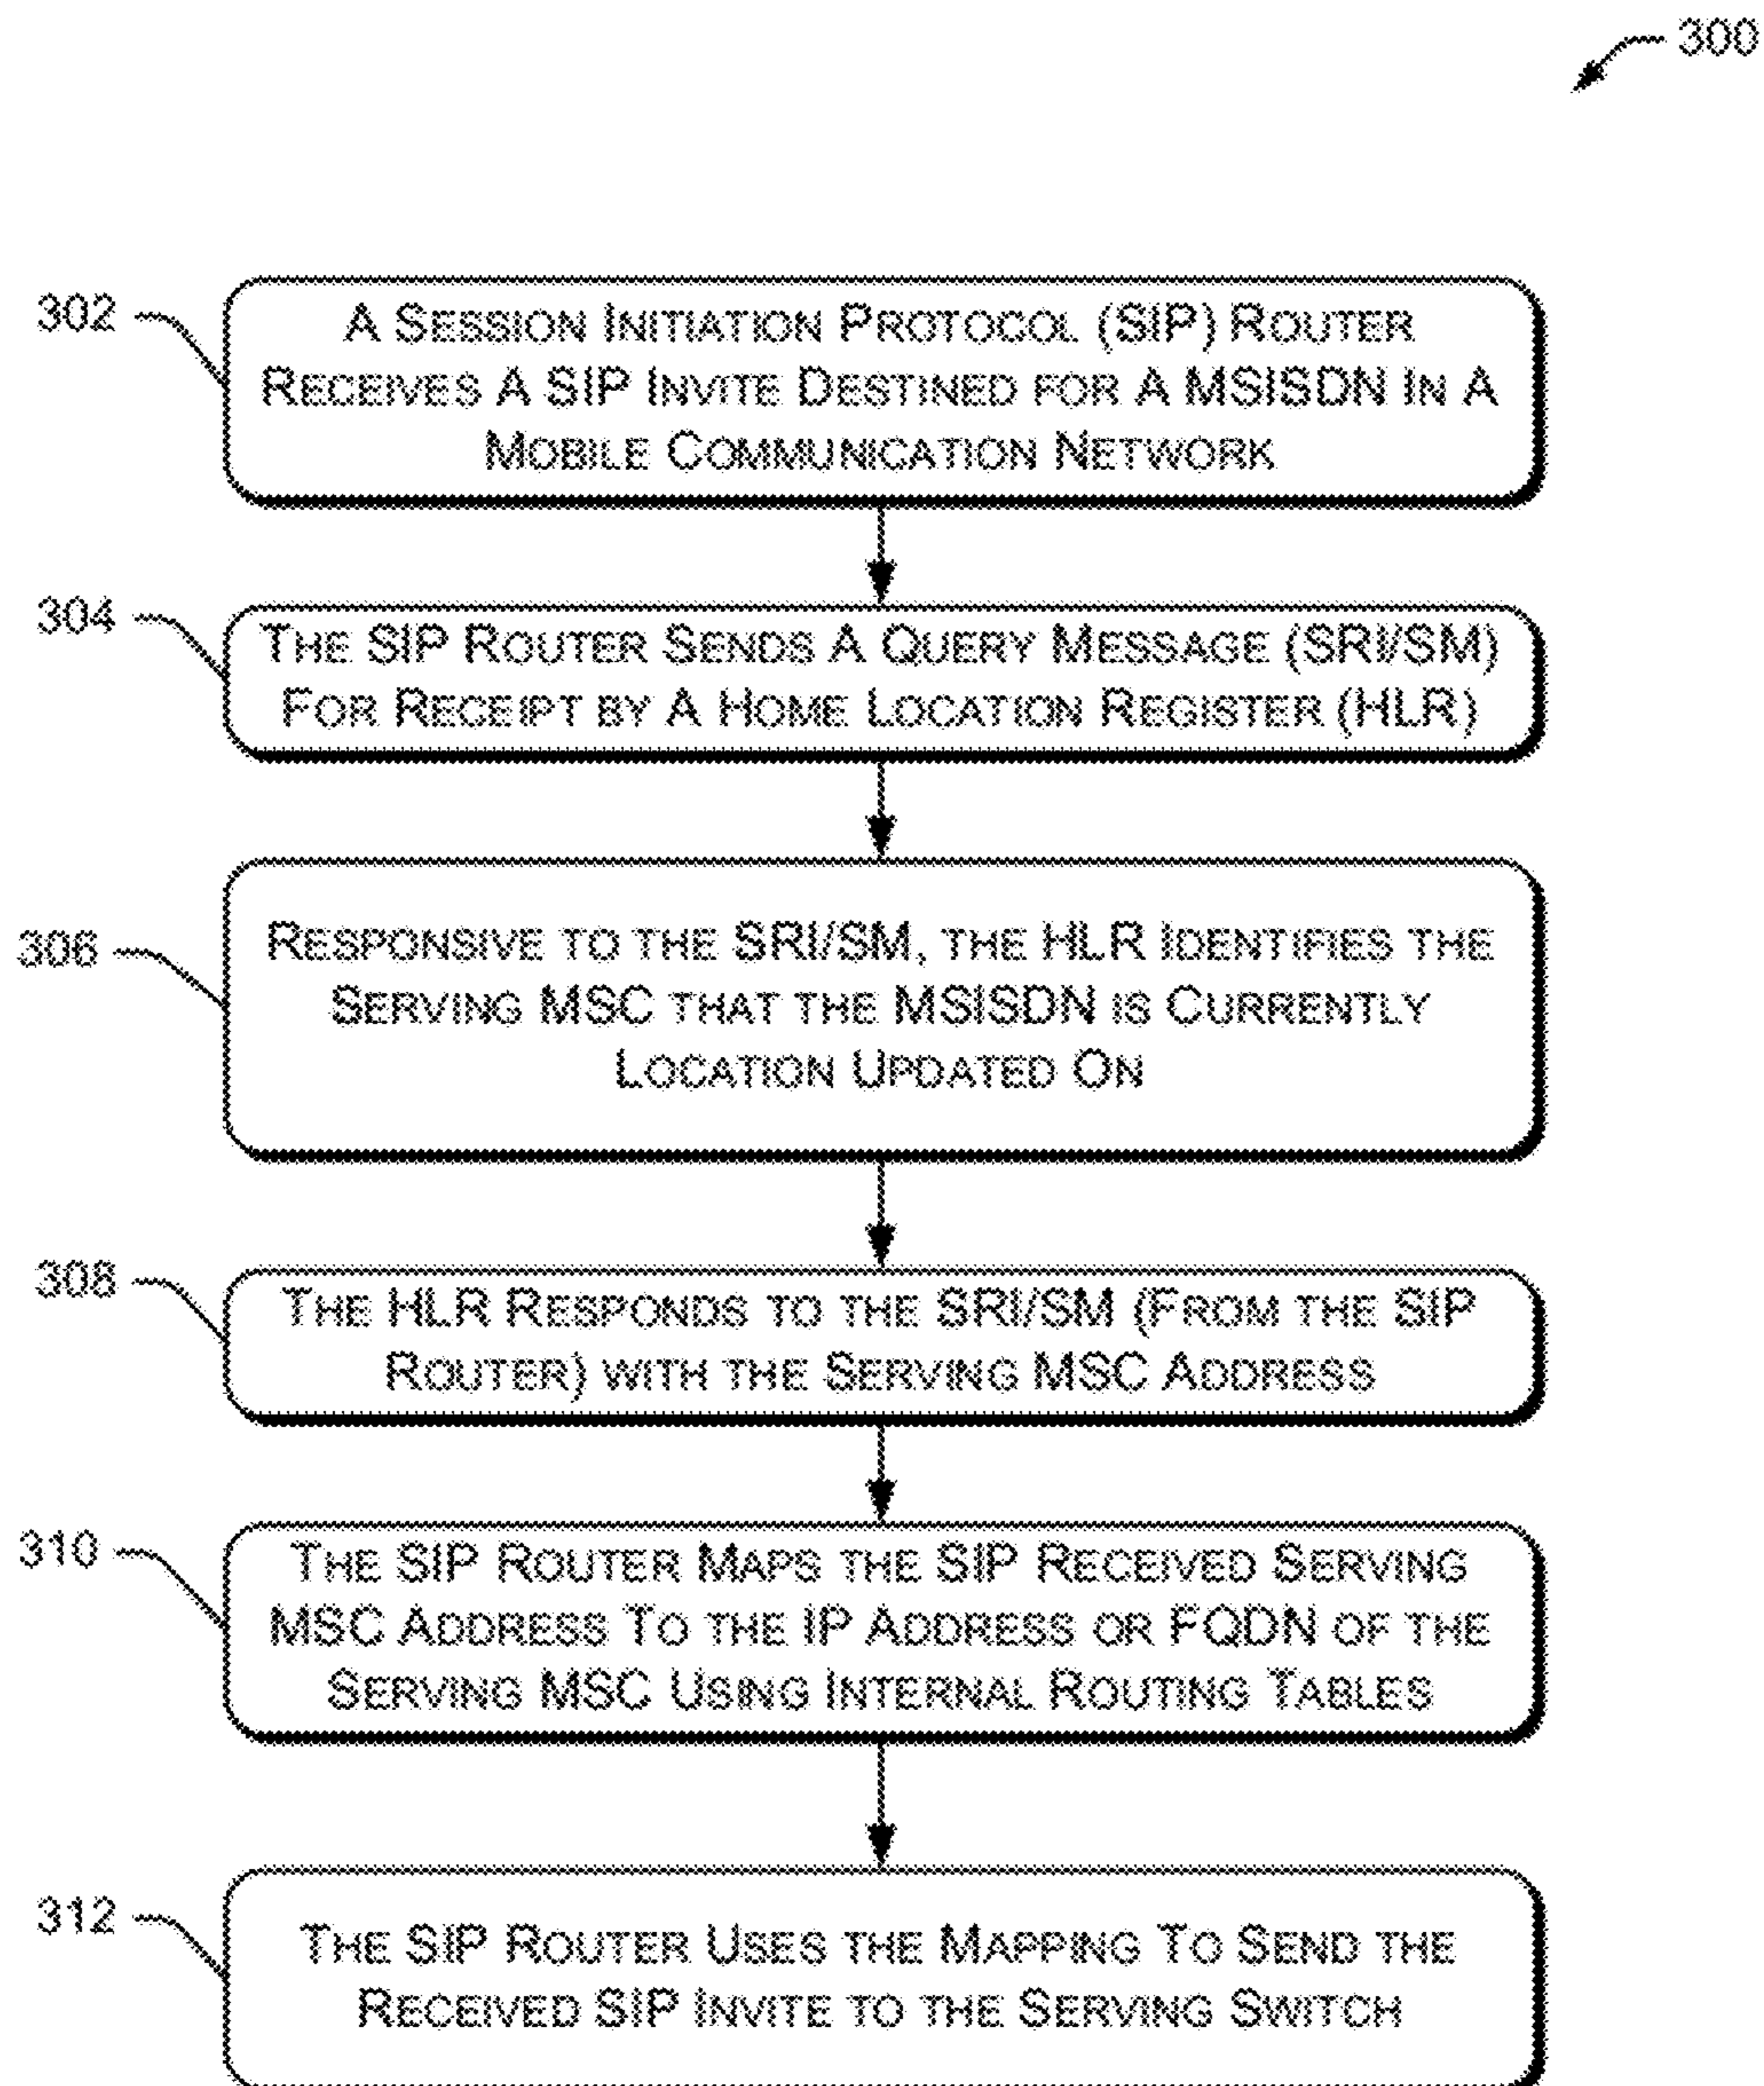 300
302
A SESSION INITIATION PROTOCOL (SIP) ROUTER
RECEIVES A SIP INVITE DESTINED FOR A MSISDN IN A
MOBILE COMMUNICATION NETWORK
304
THE SIP ROUTER SENDS A QUERY MESSAGE (SRI/SM)
FOR RECEIPT BY A HOME LOCATION REGISTER (HLR)
306
RESPONSIVE TO THE SRI/SM, THE HLR IDENTIFIES THE
SERVING MSC THAT THE MSISDN IS CURRENTLY
LOCATION UPDATED ON
308
THE HLR RESPONDS TO THE SRI/SM (FROM THE SIP
ROUTER) WITH THE SERVING MSC ADDRESS
310
THE SIP ROUTER MAPS THE SIP RECEIVED SERVING
MSC ADDRESS TO THE IP ADDRESS OR FQDN OF THE
SERVING MSC USING INTERNAL ROUTING TABLES
312
THE SIP ROUTER USES THE MAPPING TO SEND THE
RECEIVED SIP INVITE TO THE SERVING SWITCH